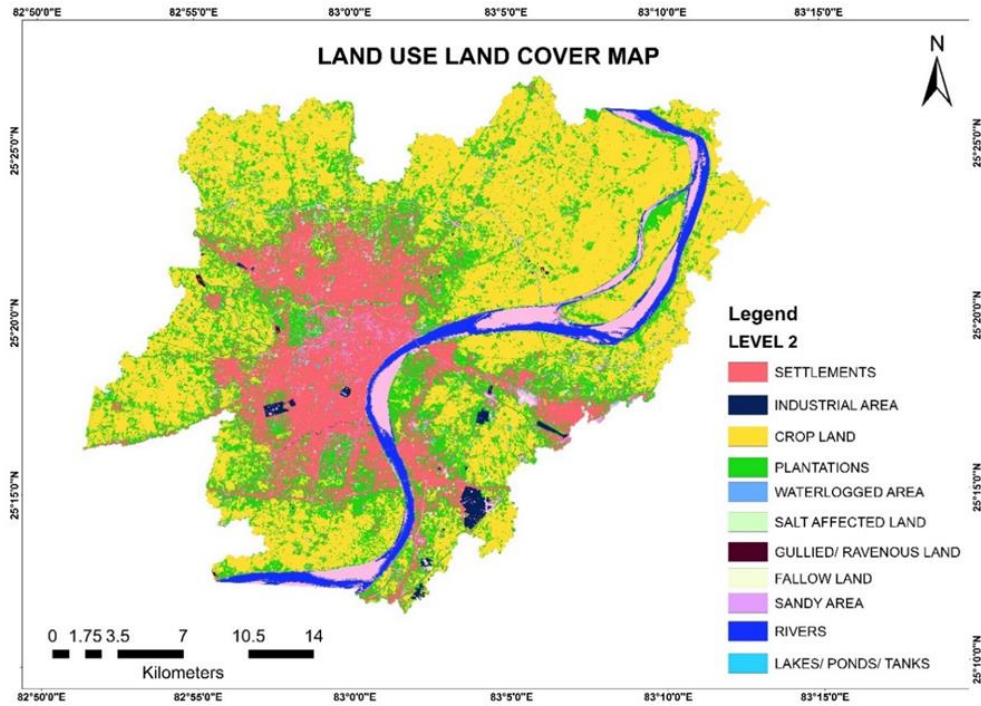 82°50'0"E 82°55'0"E 83°0'0"E 83°5'0"E 83°10'0"E 83°15'0"E
LAND USE LAND COVER MAP
N
25°25'0"N 25°25'0"N
25°20'0"N 25°20'0"N
Legend
LEVEL 2
SETTLEMENTS
INDUSTRIAL AREA
CROP LAND
PLANTATIONS
25°15'0"N 25°15'0"N
WATERLOGGED AREA
SALT AFFECTED LAND
GULLIED/ RAVENOUS LAND
FALLOW LAND
SANDY AREA
RIVERS
LAKES/ PONDS/ TANKS
0 1.75 3.5 7 10.5 14
Kilometers
25°10'0"N 25°10'0"N
82°50'0"E 82°55'0"E 83°0'0"E 83°5'0"E 83°10'0"E 83°15'0"E